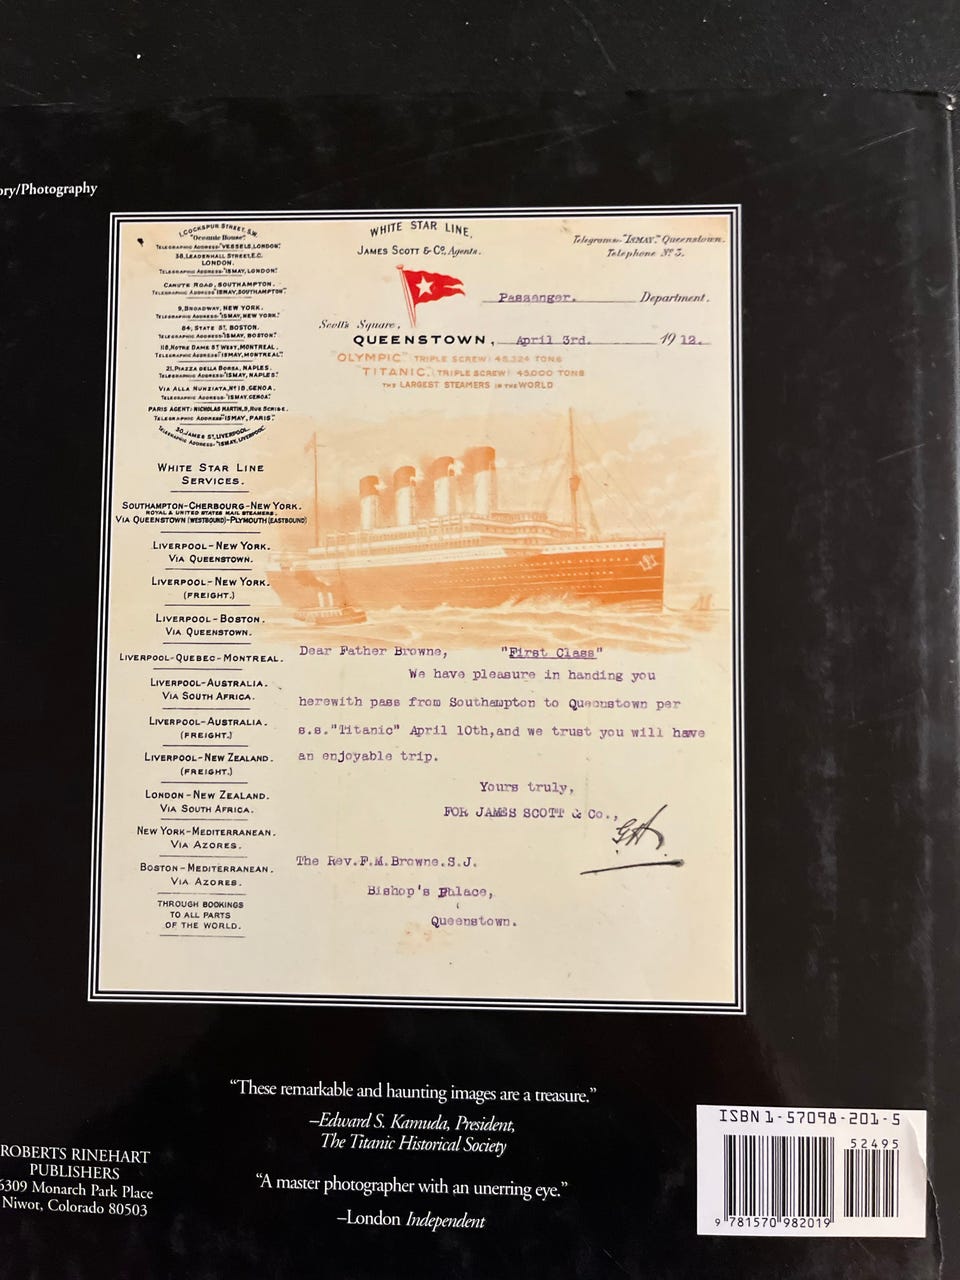 ory/Photography
1, COCKSPUR STREET, S.W.
"Oceanic House".
TELEGRAPHIC ADDRESS-"VESSELS, LONDON."
38, LEADENHALL STREET, E.C.
LONDON.
TELEGRAPHIC ADDRESS-"ISMAY, LONDON."
CANUTE ROAD, SOUTHAMPTON.
TELEGRAPHIC ADDRESS-"ISMAY, SOUTHAMPTON".
9, BROADWAY, NEW YORK.
TELEGRAPHIC ADDRESS-"ISMAY, NEW YORK."
84, STATE ST, BOSTON.
TELEGRAPHIC ADDRESS-"ISMAY, BOSTON."
118, NOTRE DAME ST WEST, MONTREAL.
TELEGRAPHIC ADDRESS-"ISMAY, MONTREAL".
21, PIAZZA DELLA BORSA, NAPLES.
TELEGRAPHIC ADDRESS-"ISMAY, NAPLES."
VIA ALLA NUNZIATA, Nº 18, GENOA.
TELEGRAPHIC ADDRESS-"ISMAY, GENOA."
PARIS AGENT: NICHOLAS MARTIN, 9, RUE SCRIBE.
TELEGRAPHIC ADDRESS-"ISMAY, PARIS".
30, JAMES ST, LIVERPOOL.
TELEGRAPHIC ADDRESS-"ISMAY, LIVERPOOL."
WHITE STAR LINE
SERVICES.
SOUTHAMPTON-CHERBOURG-NEW YORK.
ROYAL & UNITED STATES MAIL STEAMERS.
VIA QUEENSTOWN (WESTBOUND)-PLYMOUTH (EASTBOUND)
LIVERPOOL-NEW YORK.
VIA QUEENSTOWN.
LIVERPOOL-NEW YORK.
(FREIGHT.)
LIVERPOOL-BOSTON.
VIA QUEENSTOWN.
LIVERPOOL-QUEBEC-MONTREAL.
LIVERPOOL-AUSTRALIA.
VIA SOUTH AFRICA.
LIVERPOOL-AUSTRALIA.
(FREIGHT.)
LIVERPOOL-NEW ZEALAND.
(FREIGHT.)
LONDON-NEW ZEALAND.
VIA SOUTH AFRICA.
NEW YORK-MEDITERRANEAN.
VIA AZORES.
BOSTON-MEDITERRANEAN.
VIA AZORES.
THROUGH BOOKINGS
TO ALL PARTS
OF THE WORLD.
WHITE STAR LINE,
JAMES SCOTT & Co, Agents.
Telegrams:-"ISMAY." Queenstown.
Telephone Nº 5.
Passenger. Department.
Scott's Square,
QUEENSTOWN, April 3rd. 1912.
"OLYMPIC" TRIPLE SCREW: 45,324 TONS
"TITANIC." (TRIPLE SCREW) 45,000 TONS
THE LARGEST STEAMERS IN THE WORLD
Dear Father Browne, "First Class"
We have pleasure in handing you
herewith pass from Southampton to Queenstown per
s.s."Titanic" April 10th,and we trust you will have
an enjoyable trip.
Yours truly,
FOR JAMES SCOTT & Co.,
The Rev.F.M.Browne.S.J.
Bishop's Palace,
Queenstown.
"These remarkable and haunting images are a treasure."
–Edward S. Kamuda, President,
The Titanic Historical Society
"A master photographer with an unerring eye."
–London Independent
ROBERTS RINEHART
PUBLISHERS
6309 Monarch Park Place
Niwot, Colorado 80503
ISBN 1-57098-201-5
52495
9 781570 982019